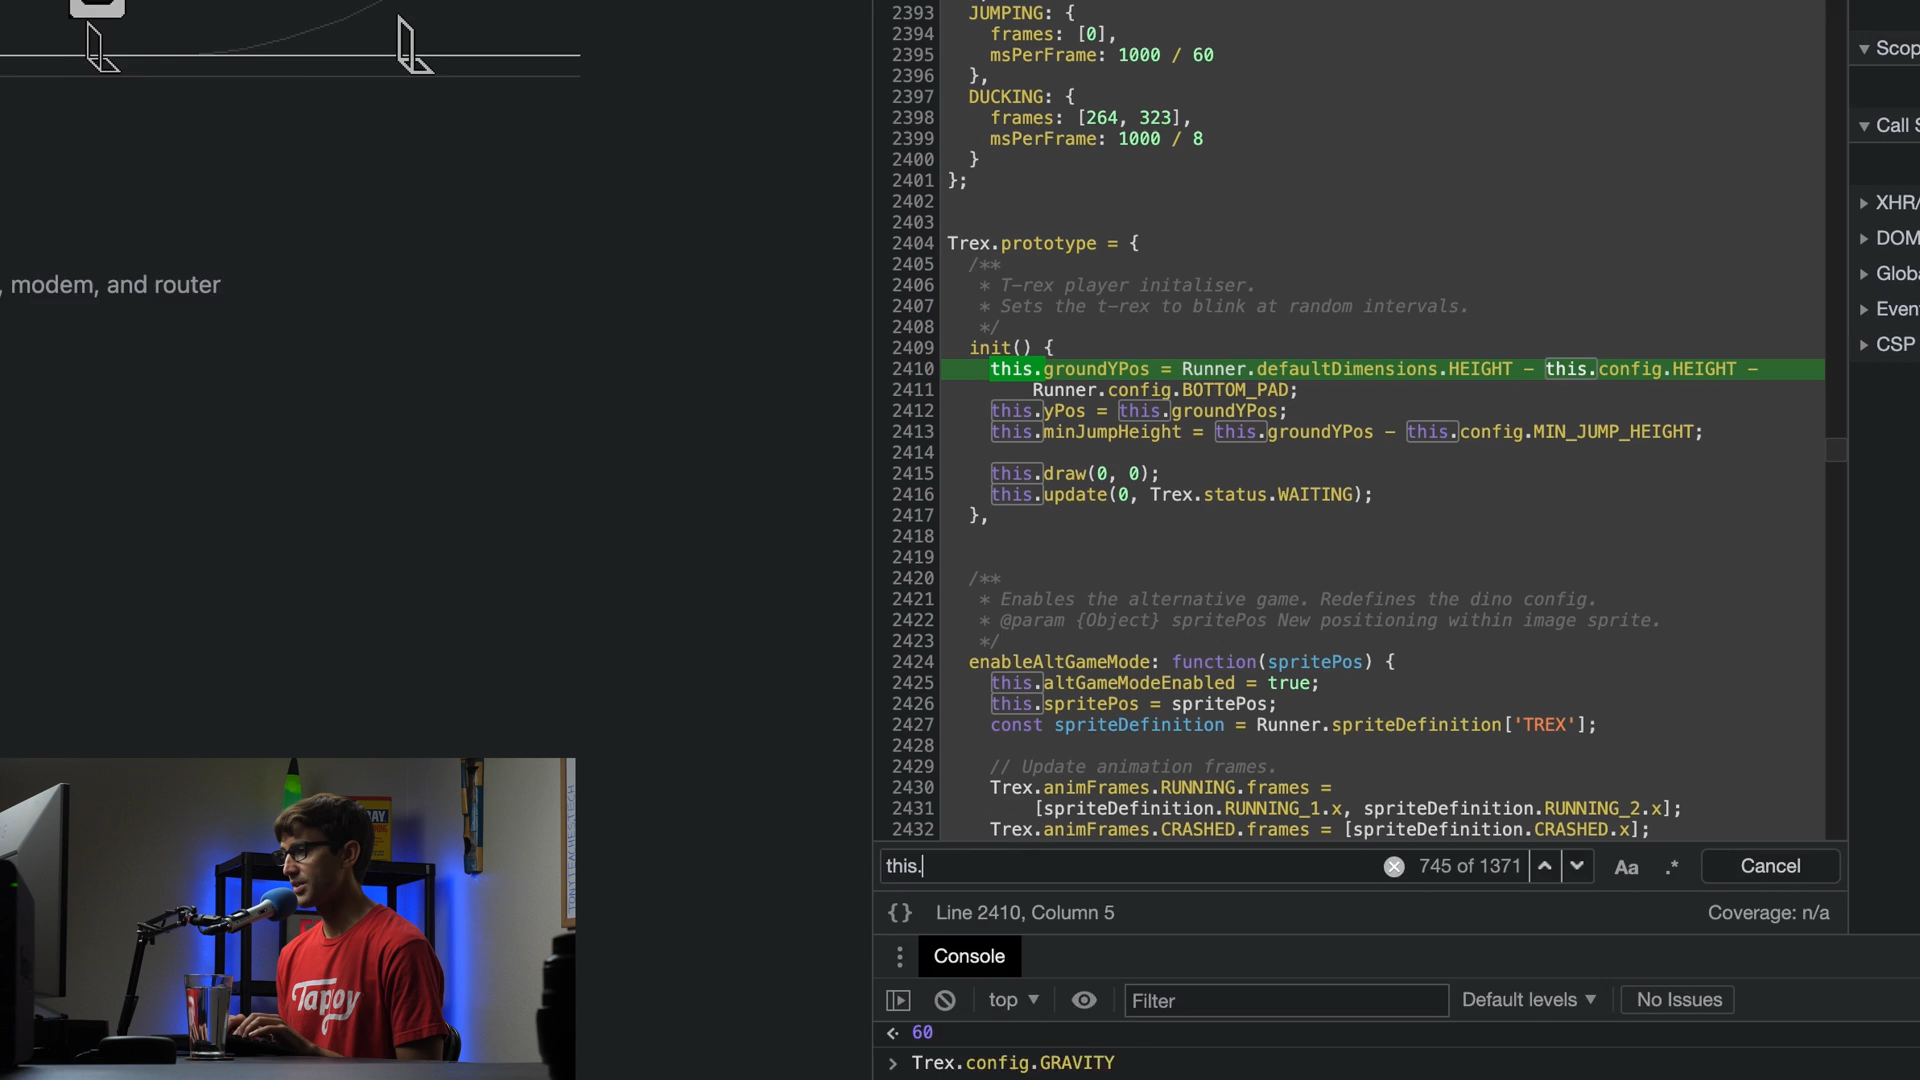 , modem, and router
2393 JUMPING: {
2394 frames: [0],
2395 msPerFrame: 1000 / 60
2396 },
2397 DUCKING: {
2398 frames: [264, 323],
2399 msPerFrame: 1000 / 8
2400 }
2401 };
2402
2403
2404 Trex.prototype = {
2405 /**
2406 * T-rex player initaliser.
2407 * Sets the t-rex to blink at random intervals.
2408 */
2409 init() {
2410 this.groundYPos = Runner.defaultDimensions.HEIGHT - this.config.HEIGHT -
2411 Runner.config.BOTTOM_PAD;
2412 this.yPos = this.groundYPos;
2413 this.minJumpHeight = this.groundYPos - this.config.MIN_JUMP_HEIGHT;
2414
2415 this.draw(0, 0);
2416 this.update(0, Trex.status.WAITING);
2417 },
2418
2419
2420 /**
2421 * Enables the alternative game. Redefines the dino config.
2422 * @param {Object} spritePos New positioning within image sprite.
2423 */
2424 enableAltGameMode: function(spritePos) {
2425 this.altGameModeEnabled = true;
2426 this.spritePos = spritePos;
2427 const spriteDefinition = Runner.spriteDefinition['TREX'];
2428
2429 // Update animation frames.
2430 Trex.animFrames.RUNNING.frames =
2431 [spriteDefinition.RUNNING_1.x, spriteDefinition.RUNNING_2.x];
2432 Trex.animFrames.CRASHED.frames = [spriteDefinition.CRASHED.x];
this. 745 of 1371 Aa .* Cancel
{} Line 2410, Column 5 Coverage: n/a
Console
top Filter Default levels No Issues
60
Trex.config.GRAVITY
Scop
Call S
XHR/
DOM
Globa
Even
CSP